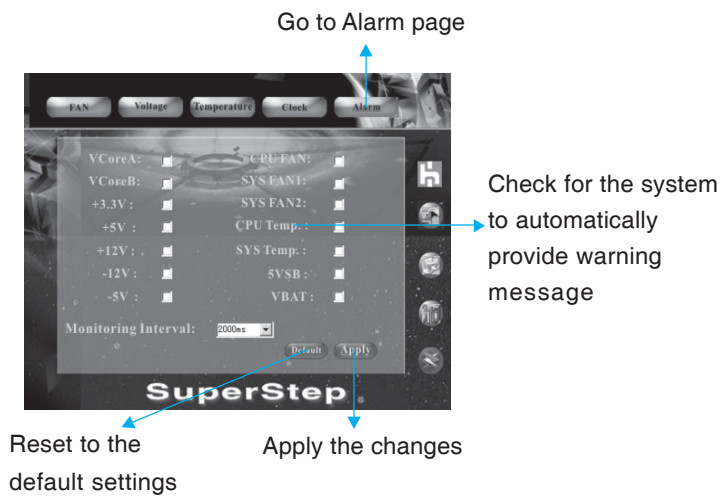 Go to Alarm page
FAN Voltage Temperature Clock Alarm
VCoreA: CPU FAN:
VCoreB: SYS FAN1:
+3.3V : SYS FAN2:
+5V : CPU Temp. :
+12V : SYS Temp. :
-12V : 5VSB :
-5V : VBAT :
Check for the system
to automatically
provide warning
message
Monitoring Interval: 2000ms
Default Apply
SuperStep
Reset to the
default settings
Apply the changes